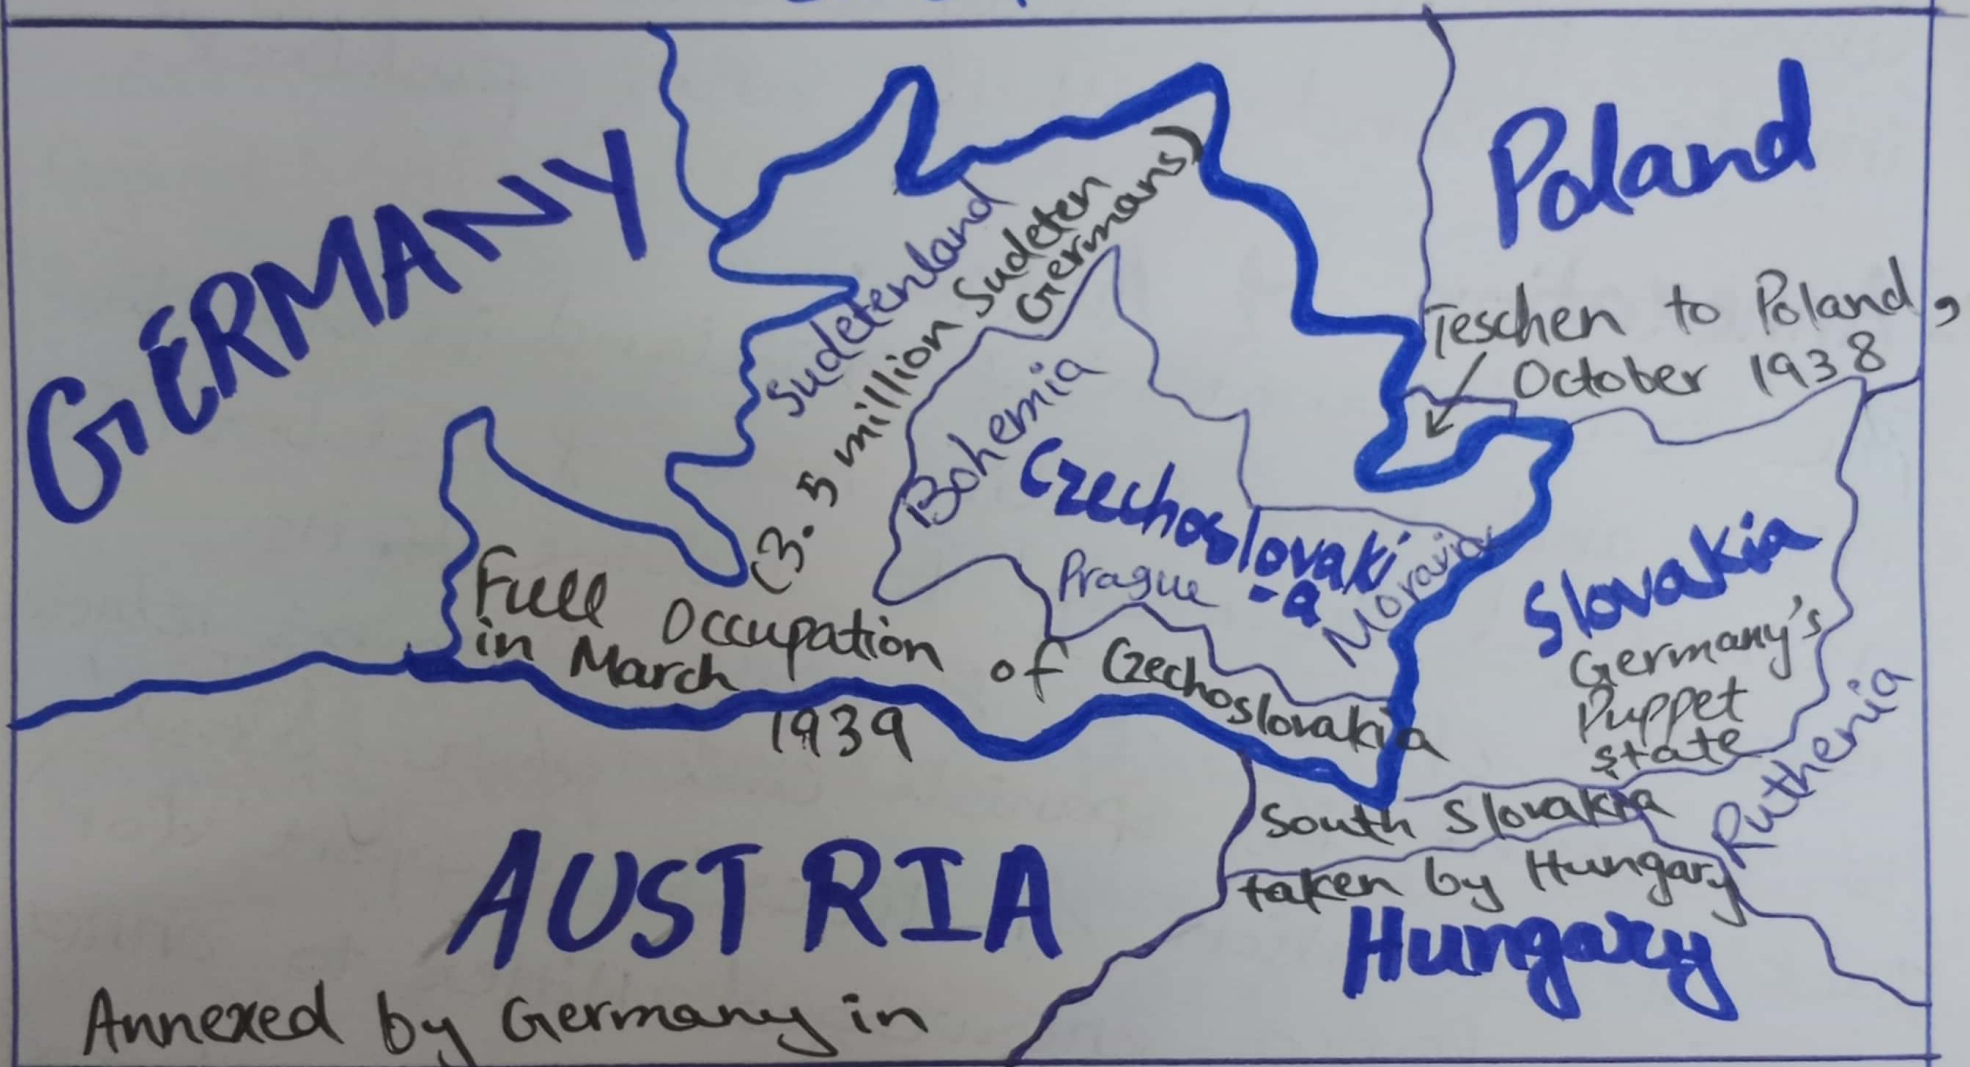 GERMANY
Poland
Sudetenland
(3.5 million Sudeten
Germans)
Teschen to Poland,
October 1938
Bohemia
Czechoslovaki
-a
Prague
Moravia
Slovakia
Germany's
Puppet
state
Ruthenia
Full Occupation of Czechoslovakia
in March
1939
South Slovakia
taken by Hungary
Hungary
AUSTRIA
Annexed by Germany in